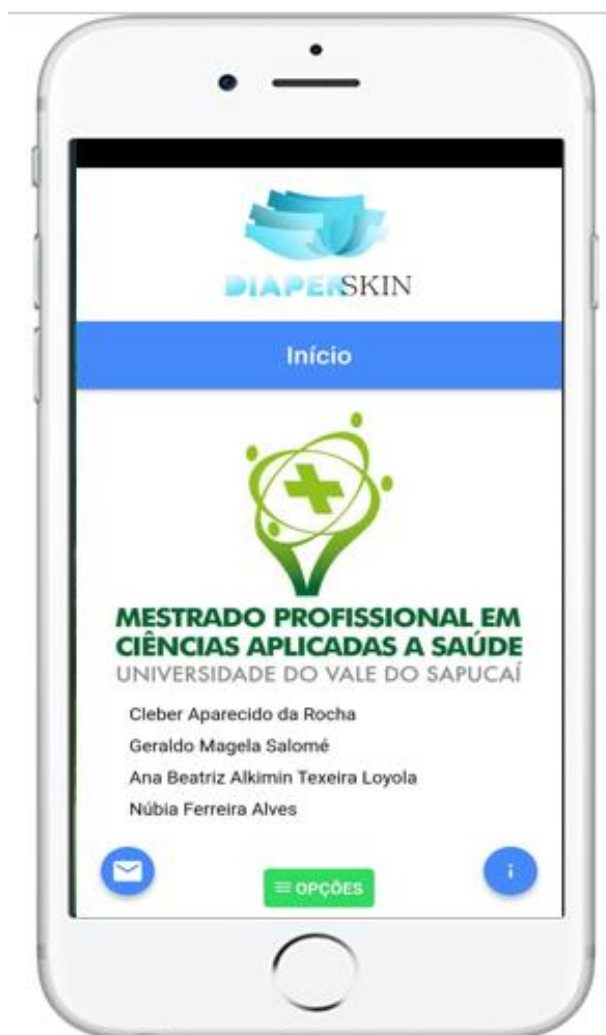 DIAPERSKIN
Início
MESTRADO PROFISSIONAL EM
CIÊNCIAS APLICADAS A SAÚDE
UNIVERSIDADE DO VALE DO SAPUCAÍ
Cleber Aparecido da Rocha
Geraldo Magela Salomé
Ana Beatriz Alkimin Texeira Loyola
Núbia Ferreira Alves
OPÇÕES